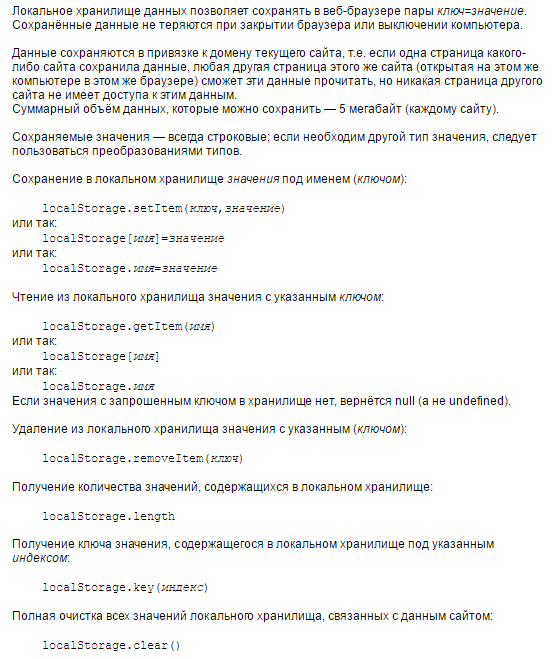 Локальное хранилище данных позволяет сохранять в веб-браузере пары ключ=значение.
Сохранённые данные не теряются при закрытии браузера или выключении компьютера.
Данные сохраняются в привязке к домену текущего сайта, т.е. если одна страница какого-
либо сайта сохранила данные, любая другая страница этого же сайта (открытая на этом же
компьютере в этом же браузере) сможет эти данные прочитать, но никакая страница другого
сайта не имеет доступа к этим данным.
Суммарный объём данных, которые можно сохранить — 5 мегабайт (каждому сайту).
Сохраняемые значения — всегда строковые; если необходим другой тип значения, следует
пользоваться преобразованиями типов.
Сохранение в локальном хранилище значения под именем (ключом):
localStorage.setItem(ключ,значение)
или так:
localStorage[имя]=значение
или так:
localStorage.имя=значение
Чтение из локального хранилища значения с указанным ключом:
localStorage.getItem(имя)
или так:
localStorage[имя]
или так:
localStorage.имя
Если значения с запрошенным ключом в хранилище нет, вернётся null (а не undefined).
Удаление из локального хранилища значения с указанным (ключом):
localStorage.removeItem(ключ)
Получение количества значений, содержащихся в локальном хранилище:
localStorage.length
Получение ключа значения, содержащегося в локальном хранилище под указанным
индексом:
localStorage.key(индекс)
Полная очистка всех значений локального хранилища, связанных с данным сайтом:
localStorage.clear()